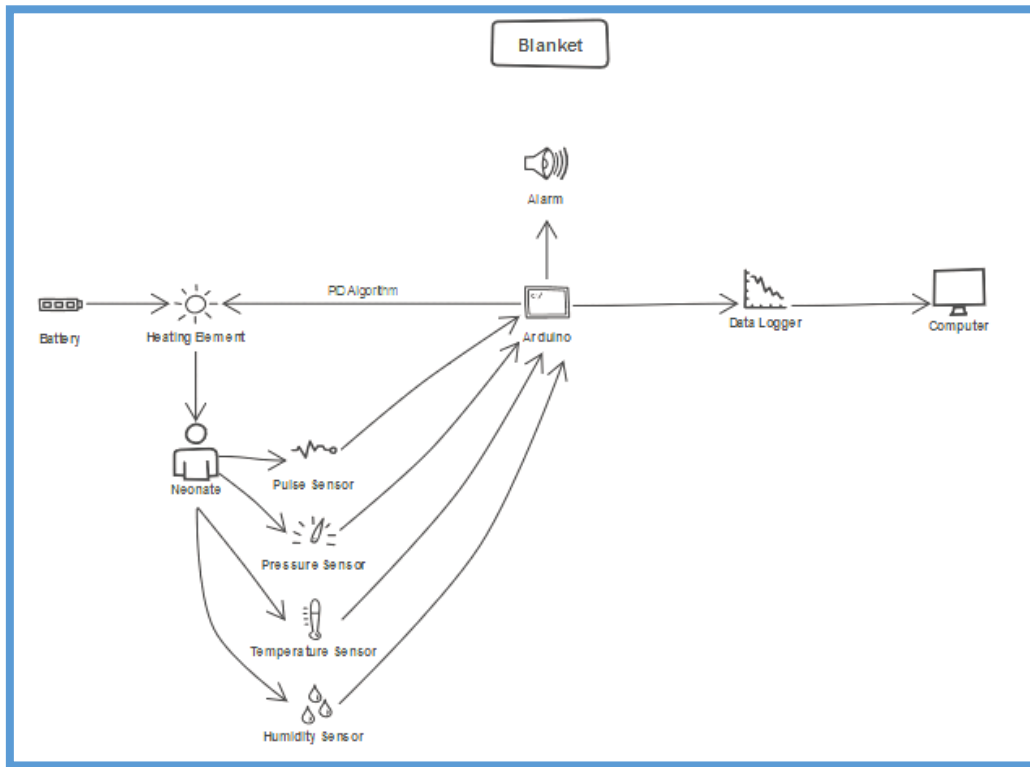 Blanket
Alarm
PID Algorithm
Battery
Heating Element
Arduino
Data Logger
Computer
Neonate
Pulse Sensor
Pressure Sensor
Temperature Sensor
Humidity Sensor